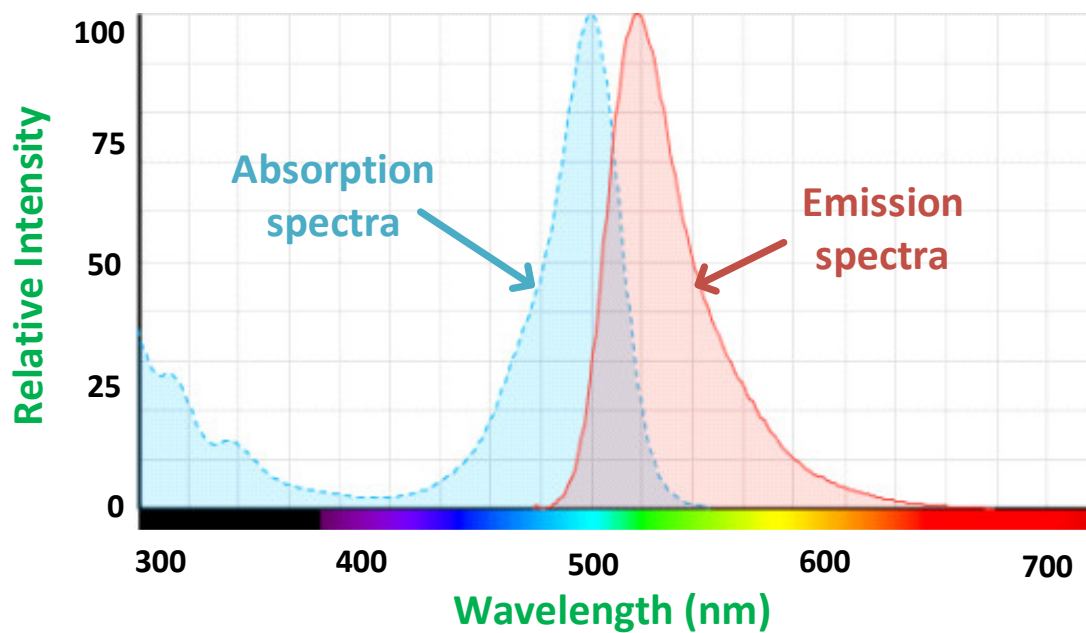 100
75
50
25
0
Relative Intensity
Absorption
spectra
Emission
spectra
300 400 500 600 700
Wavelength (nm)